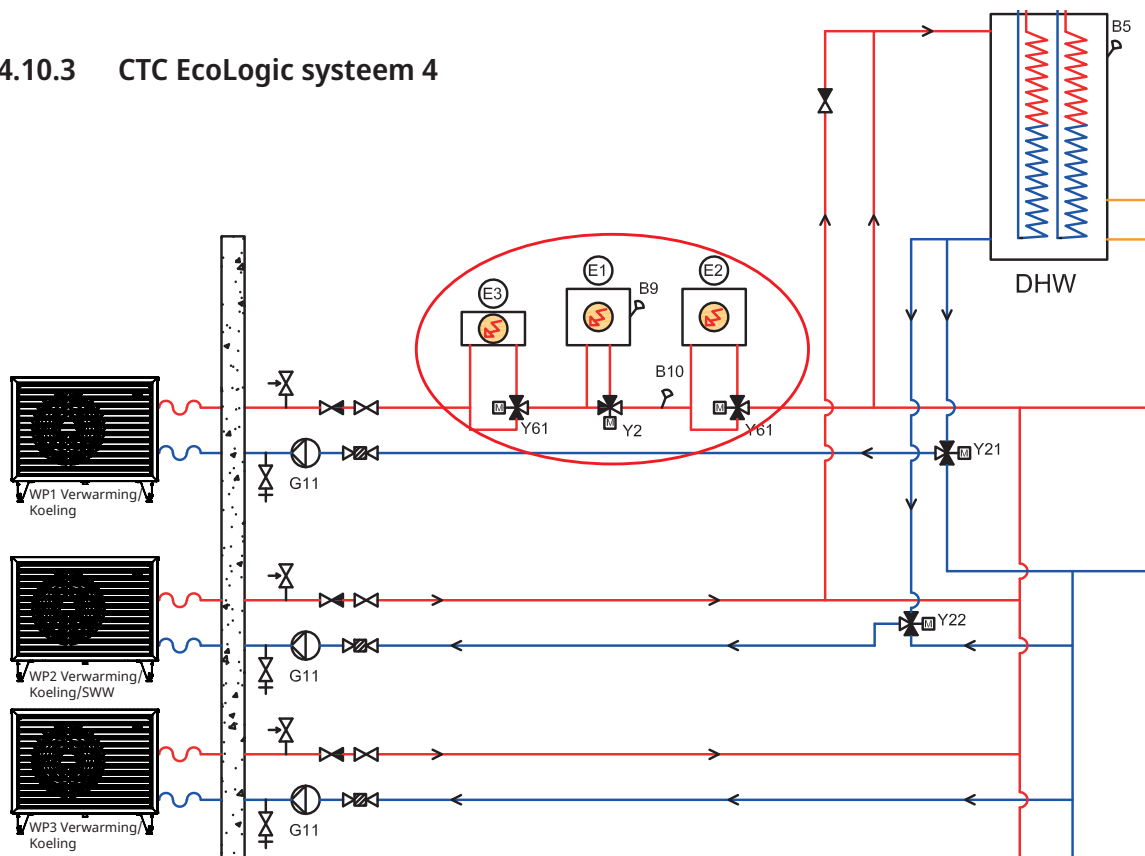 4.10.3 CTC EcoLogic systeem 4
B5
DHW
E3
E1
E2
B9
B10
M
Y61
M
Y2
M
Y61
G11
M
Y21
WP1 Verwarming/
Koeling
M
Y22
G11
WP2 Verwarming/
Koeling/SWW
G11
WP3 Verwarming/
Koeling